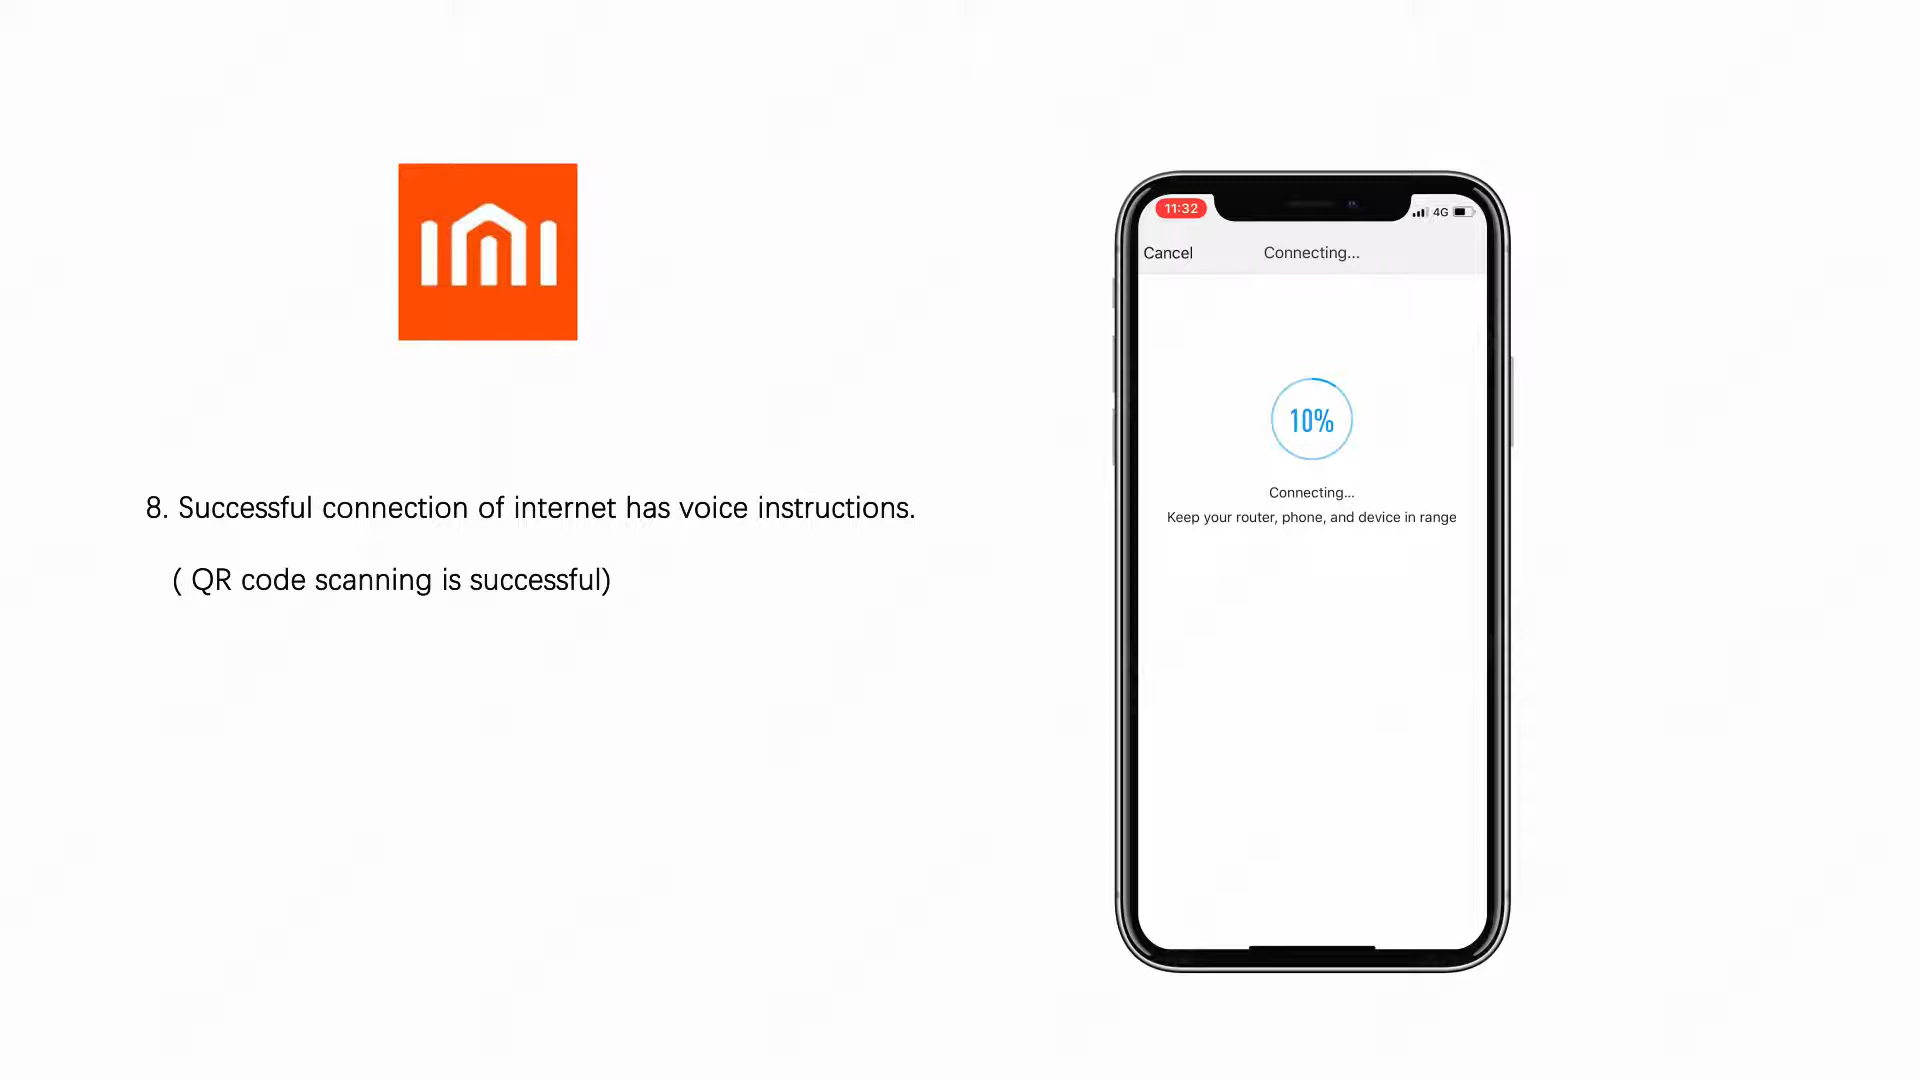 8. Successful connection of internet has voice instructions.
( QR code scanning is successful)
11:32
4G
Cancel
Connecting...
10%
Connecting...
Keep your router, phone, and device in range